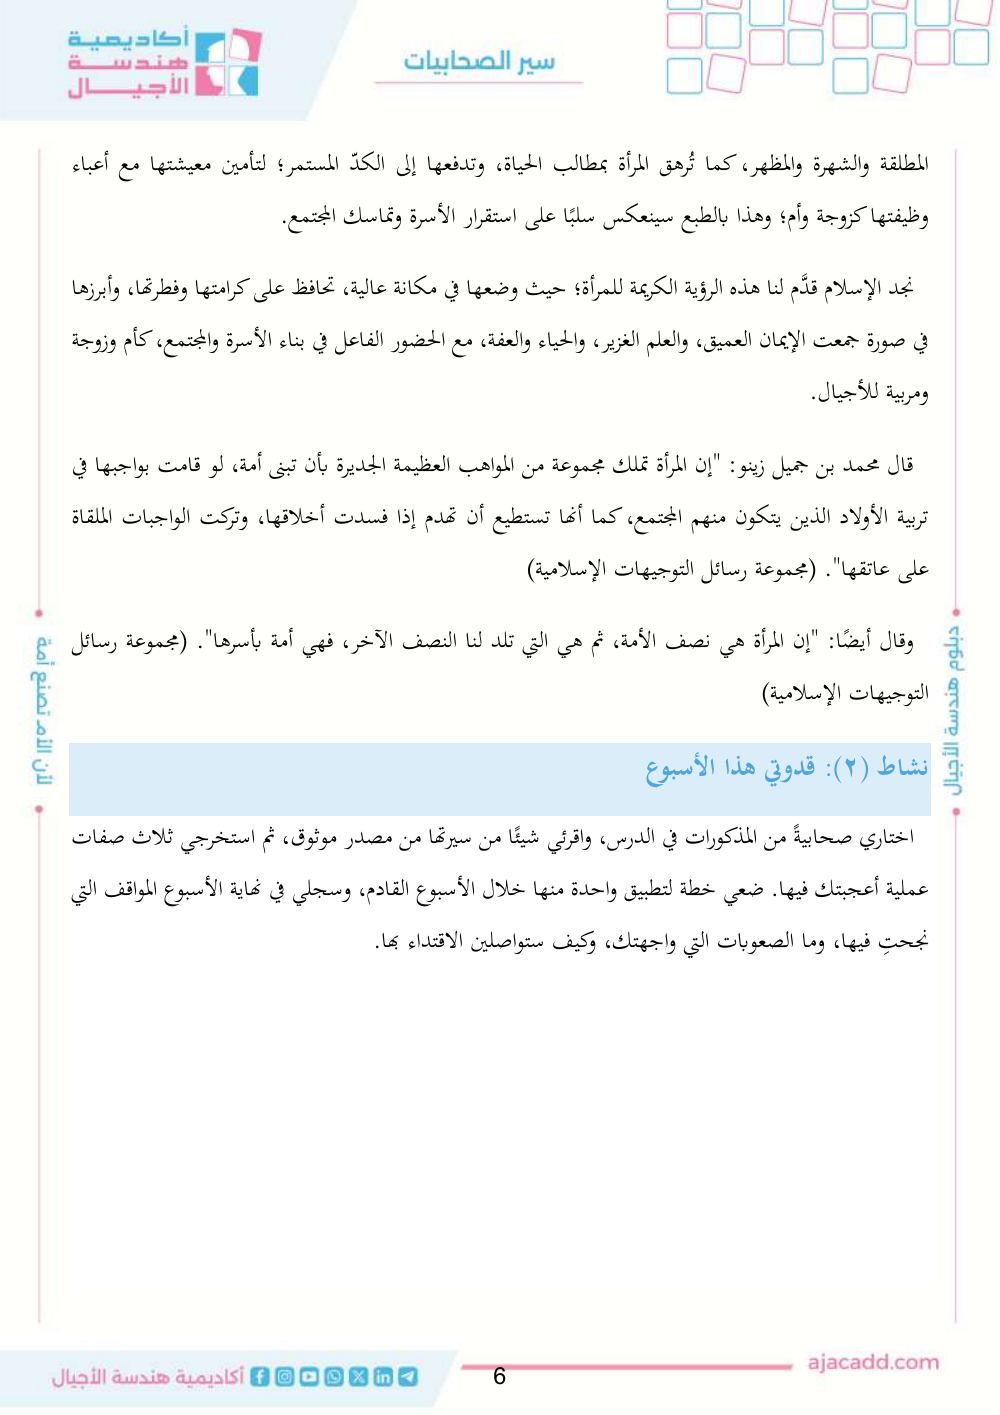 أكاديمية
هندسة
الأجيال
سير الصحابيات
المطلقة والشهرة والمظهر، كما تُرهق المرأة بمطالب الحياة، وتدفعها إلى الكدّ المستمر؛ لتأمين معيشتها مع أعباء
وظيفتها كزوجة وأم؛ وهذا بالطبع سينعكس سلبًا على استقرار الأسرة وتماسك المجتمع.
نجد الإسلام قدَّم لنا هذه الرؤية الكريمة للمرأة؛ حيث وضعها في مكانة عالية، تحافظ على كرامتها وفطرتها، وأبرزها
في صورة جمعت الإيمان العميق، والعلم الغزير، والحياء والعفة، مع الحضور الفاعل في بناء الأسرة والمجتمع، كأم وزوجة
ومربية للأجيال.
قال محمد بن جميل زينو: "إن المرأة تملك مجموعة من المواهب العظيمة الجديرة بأن تبنى أمة، لو قامت بواجبها في
تربية الأولاد الذين يتكون منهم المجتمع، كما أنها تستطيع أن تهدم إذا فسدت أخلاقها، وتركت الواجبات الملقاة
على عاتقها". (مجموعة رسائل التوجيهات الإسلامية)
وقال أيضًا: "إن المرأة هي نصف الأمة، ثم هي التي تلد لنا النصف الآخر، فهي أمة بأسرها". (مجموعة رسائل
التوجيهات الإسلامية)
نشاط (٢): قدوتي هذا الأسبوع
اختاري صحابيةً من المذكورات في الدرس، واقرئي شيئًا من سيرتها من مصدر موثوق، ثم استخرجي ثلاث صفات
عملية أعجبتك فيها. ضعي خطة لتطبيق واحدة منها خلال الأسبوع القادم، وسجلي في نهاية الأسبوع المواقف التي
نجحتِ فيها، وما الصعوبات التي واجهتك، وكيف ستواصلين الاقتداء بها.
دبلوم هندسة الأجيال
لأن الأم تصنع أمة
ajacadd.com
6
أكاديمية هندسة الأجيال